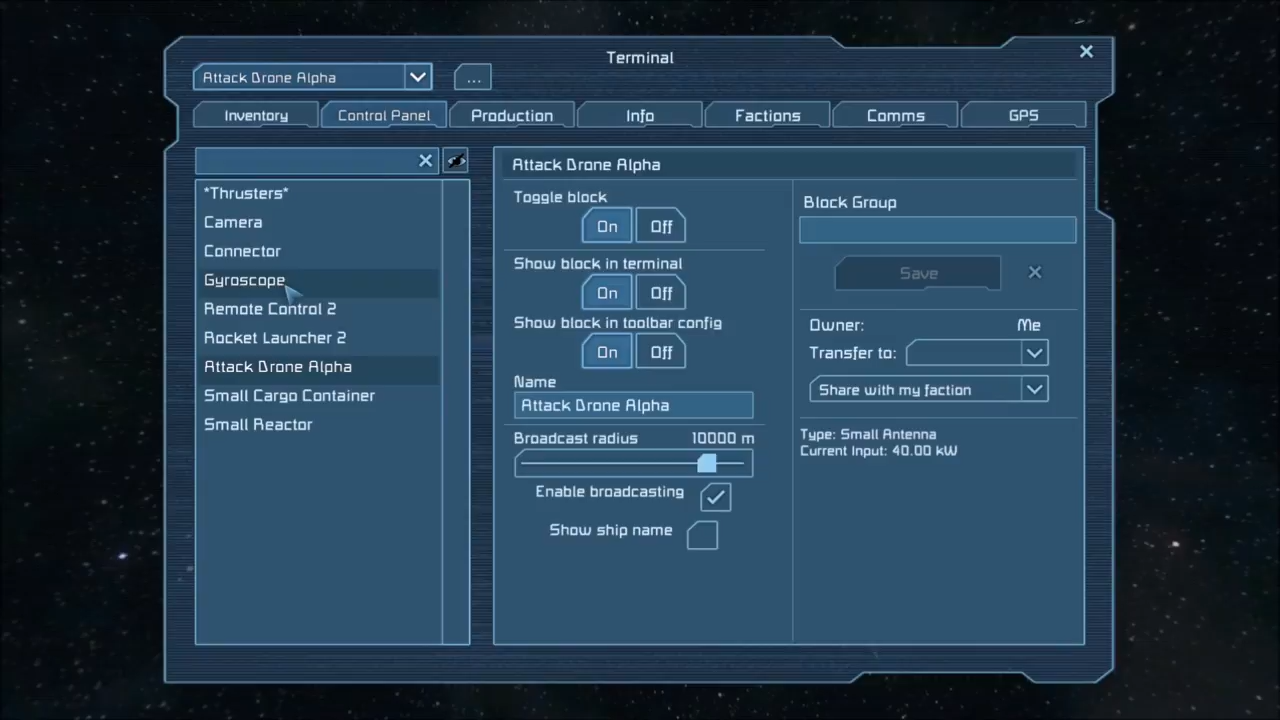 Terminal
Attack Drone Alpha
...
Inventory
Control Panel
Production
Info
Factions
Comms
GPS
*Thrusters*
Camera
Connector
Gyroscope
Remote Control 2
Rocket Launcher 2
Attack Drone Alpha
Small Cargo Container
Small Reactor
Attack Drone Alpha
Toggle block
On Off
Show block in terminal
On Off
Show block in toolbar config
On Off
Name
Attack Drone Alpha
Broadcast radius 10000 m
Enable broadcasting
Show ship name
Block Group
Save
Owner: Me
Transfer to:
Share with my faction
Type: Small Antenna
Current Input: 40.00 kW